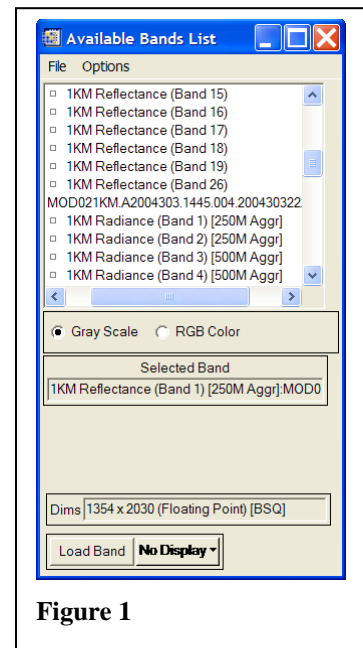 Available Bands List
File Options
1KM Reflectance (Band 15)
1KM Reflectance (Band 16)
1KM Reflectance (Band 17)
1KM Reflectance (Band 18)
1KM Reflectance (Band 19)
1KM Reflectance (Band 26)
MOD021KM.A2004303.1445.004.200430322
1KM Radiance (Band 1) [250M Aggr]
1KM Radiance (Band 2) [250M Aggr]
1KM Radiance (Band 3) [500M Aggr]
1KM Radiance (Band 4) [500M Aggr]
Gray Scale RGB Color
Selected Band
1KM Reflectance (Band 1) [250M Aggr]:MOD0
Dims 1354 x 2030 (Floating Point) [BSQ]
Load Band No Display
Figure 1